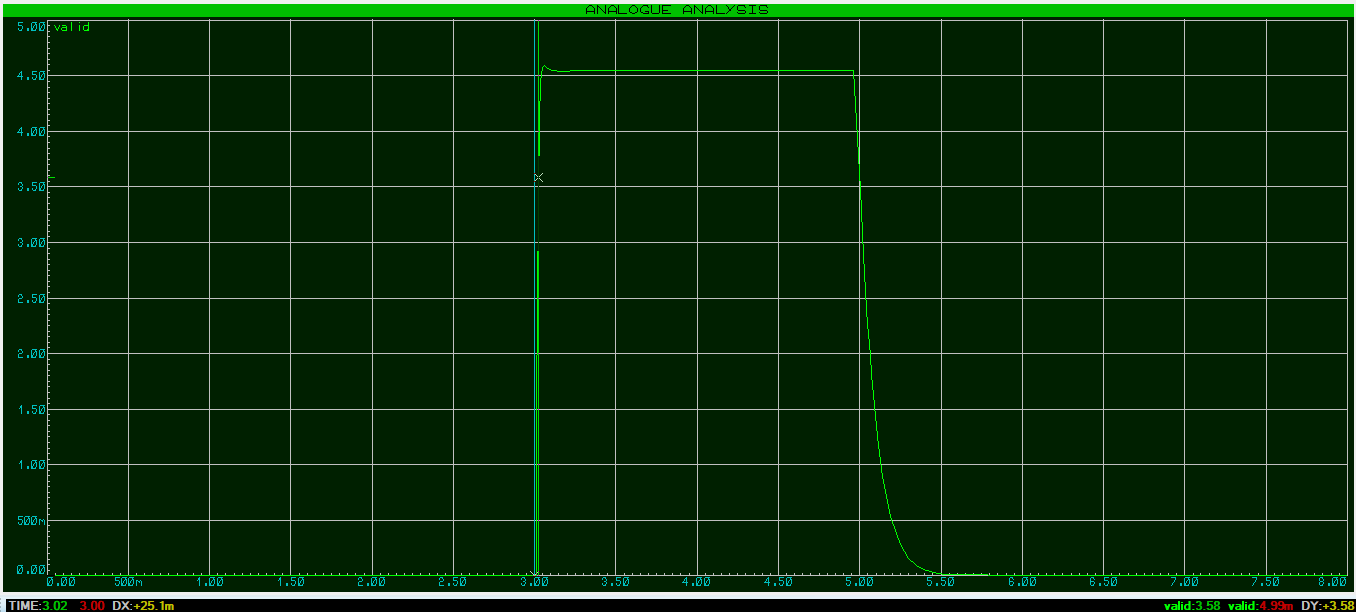 ANALOGUE ANALYSIS
valid
5.00
4.50
4.00
3.50
3.00
2.50
2.00
1.50
1.00
500m
0.00
0.00 500m 1.00 1.50 2.00 2.50 3.00 3.50 4.00 4.50 5.00 5.50 6.00 6.50 7.00 7.50 8.00
TIME:3.02 3.00 DX:+25.1m valid:3.58 valid:4.99m DY:+3.58